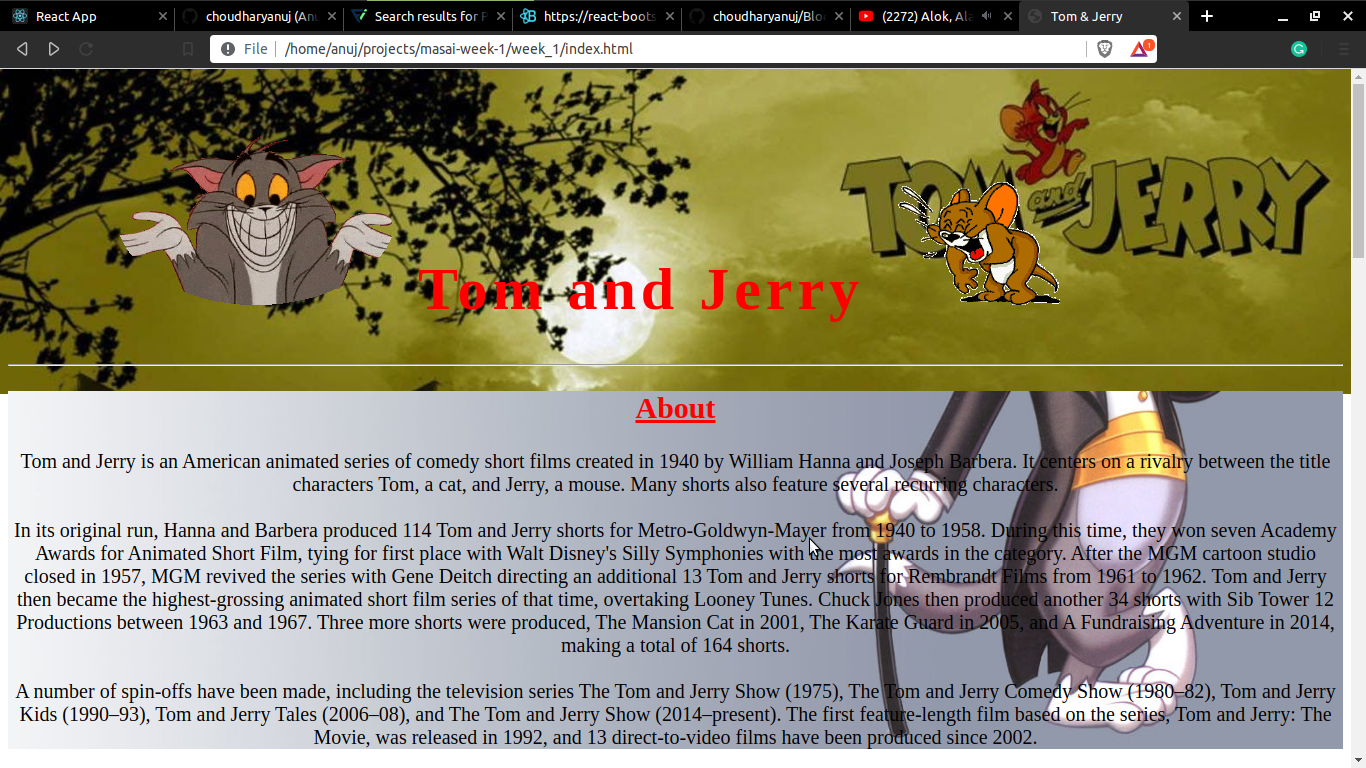 React App
choudharyanuj (Anu
Search results for P
https://react-boots
choudharyanuj/Blo
(2272) Alok, Ala
Tom & Jerry
File
/home/anuj/projects/masai-week-1/week_1/index.html
1
TOM and JERRY
Tom and Jerry
About
Tom and Jerry is an American animated series of comedy short films created in 1940 by William Hanna and Joseph Barbera. It centers on a rivalry between the title
characters Tom, a cat, and Jerry, a mouse. Many shorts also feature several recurring characters.
In its original run, Hanna and Barbera produced 114 Tom and Jerry shorts for Metro-Goldwyn-Mayer from 1940 to 1958. During this time, they won seven Academy
Awards for Animated Short Film, tying for first place with Walt Disney's Silly Symphonies with the most awards in the category. After the MGM cartoon studio
closed in 1957, MGM revived the series with Gene Deitch directing an additional 13 Tom and Jerry shorts for Rembrandt Films from 1961 to 1962. Tom and Jerry
then became the highest-grossing animated short film series of that time, overtaking Looney Tunes. Chuck Jones then produced another 34 shorts with Sib Tower 12
Productions between 1963 and 1967. Three more shorts were produced, The Mansion Cat in 2001, The Karate Guard in 2005, and A Fundraising Adventure in 2014,
making a total of 164 shorts.
A number of spin-offs have been made, including the television series The Tom and Jerry Show (1975), The Tom and Jerry Comedy Show (1980–82), Tom and Jerry
Kids (1990–93), Tom and Jerry Tales (2006–08), and The Tom and Jerry Show (2014–present). The first feature-length film based on the series, Tom and Jerry: The
Movie, was released in 1992, and 13 direct-to-video films have been produced since 2002.